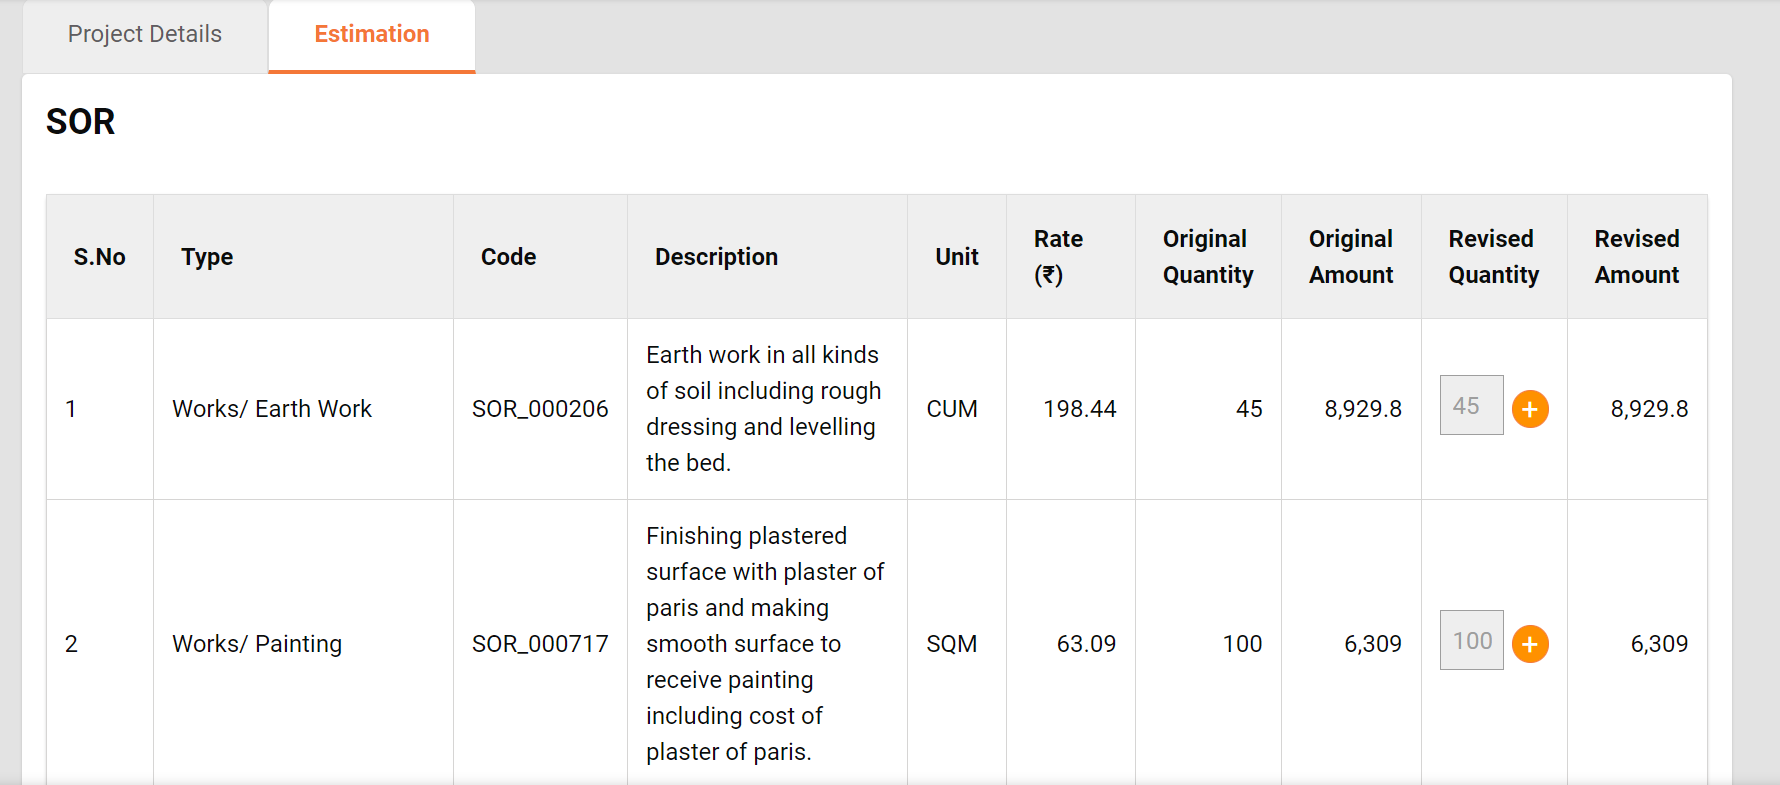 Project Details
Estimation
SOR
S.No
Type
Code
Description
Unit
Rate
(₹)
Original
Quantity
Original
Amount
Revised
Quantity
Revised
Amount
1
Works/ Earth Work
SOR_000206
Earth work in all kinds
of soil including rough
dressing and levelling
the bed.
CUM
198.44
45
8,929.8
45
+
8,929.8
2
Works/ Painting
SOR_000717
Finishing plastered
surface with plaster of
paris and making
smooth surface to
receive painting
including cost of
plaster of paris.
SQM
63.09
100
6,309
100
+
6,309